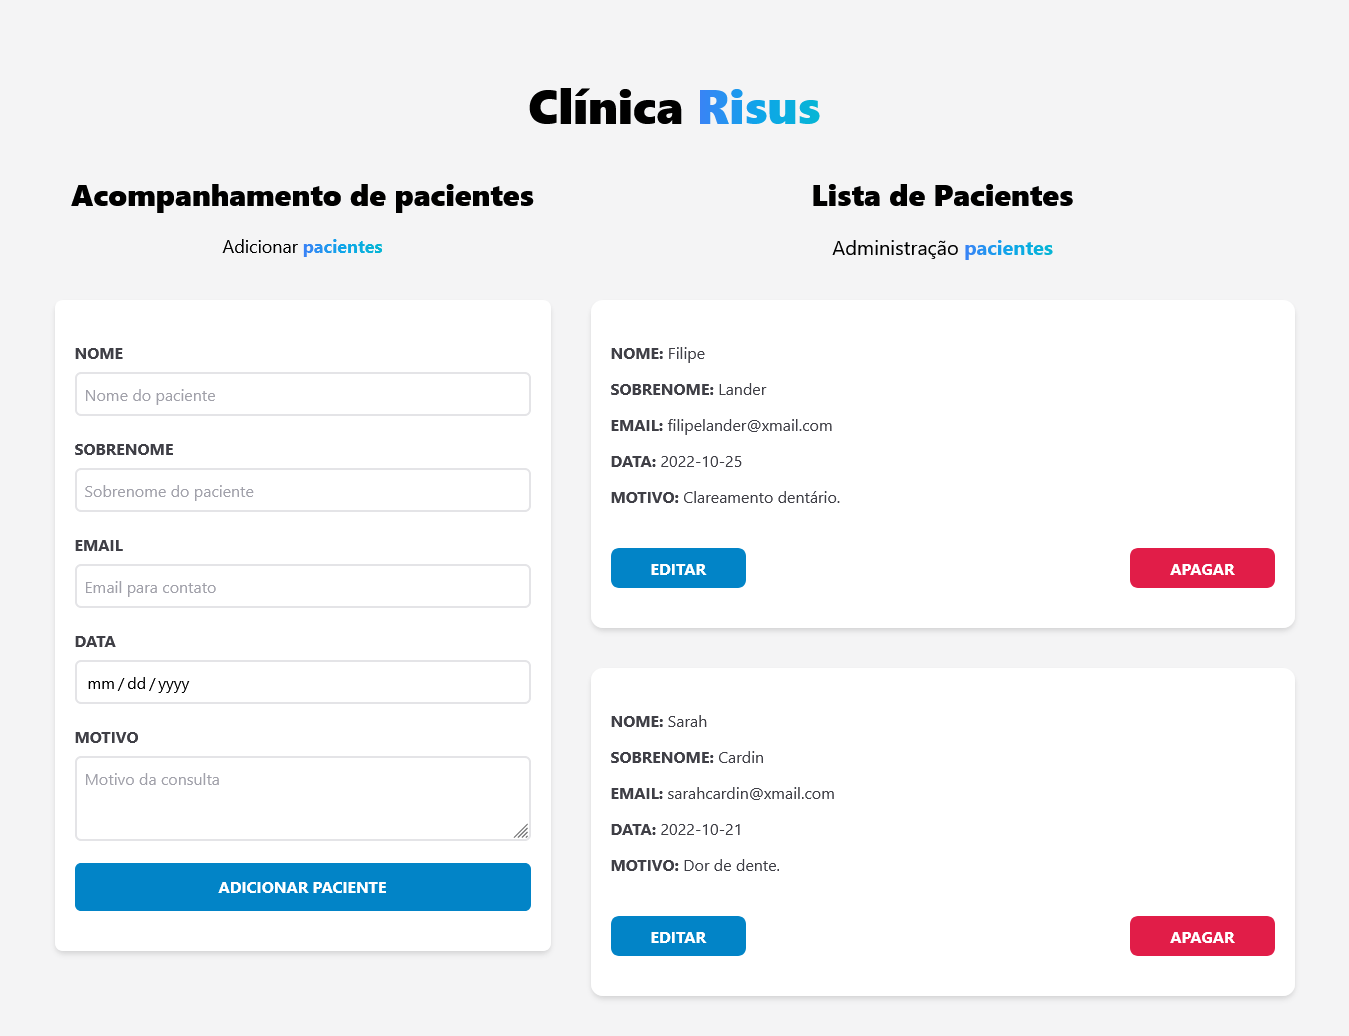 Clínica Risus
Acompanhamento de pacientes
Adicionar pacientes
NOME
Nome do paciente
SOBRENOME
Sobrenome do paciente
EMAIL
Email para contato
DATA
mm/dd/yyyy
MOTIVO
Motivo da consulta
ADICIONAR PACIENTE
Lista de Pacientes
Administração pacientes
NOME: Filipe
SOBRENOME: Lander
EMAIL: filipelander@xmail.com
DATA: 2022-10-25
MOTIVO: Clareamento dentário.
EDITAR
APAGAR
NOME: Sarah
SOBRENOME: Cardin
EMAIL: sarahcardin@xmail.com
DATA: 2022-10-21
MOTIVO: Dor de dente.
EDITAR
APAGAR